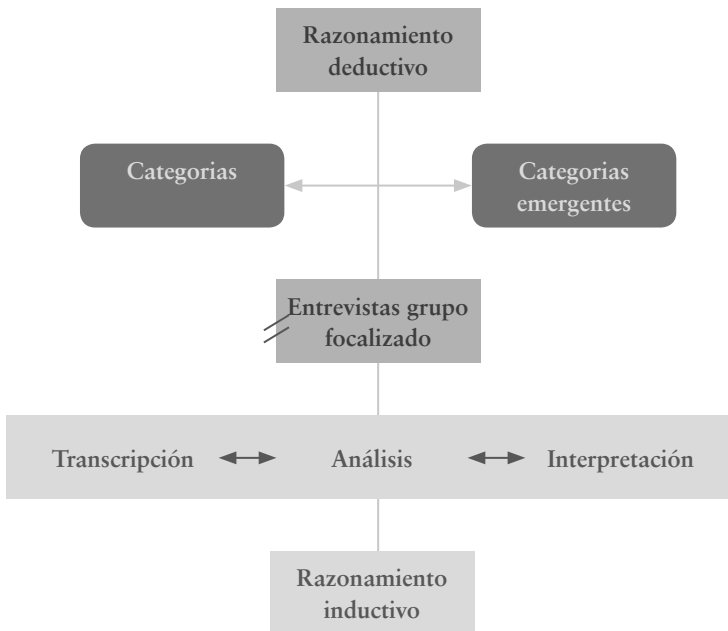 Razonamiento
deductivo
Categorias
Categorias
emergentes
Entrevistas grupo
focalizado
Transcripción
Análisis
Interpretación
Razonamiento
inductivo